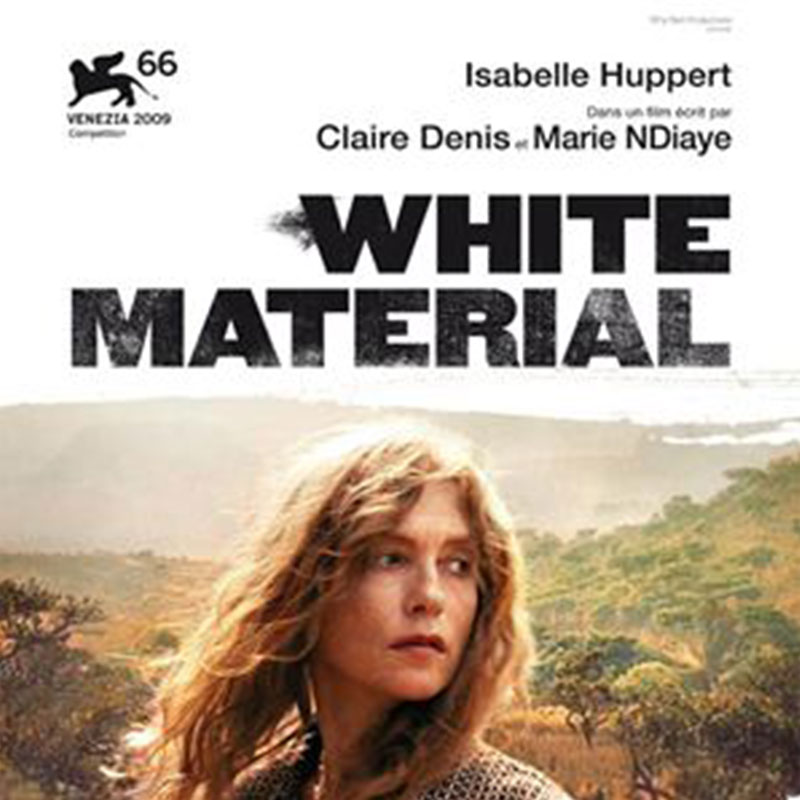 66
VENEZIA 2009
Competition
Isabelle Huppert
Dans un film écrit par
Claire Denis et Marie NDiaye
WHITE
MATERIAL